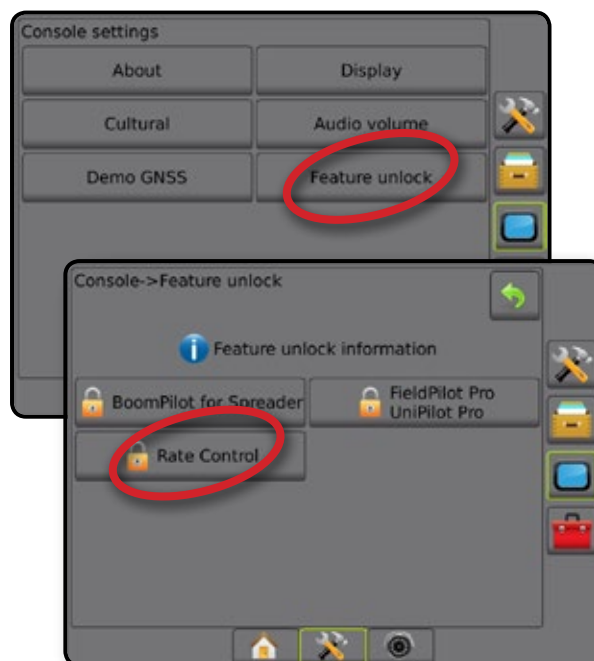 Console settings
About
Display
Cultural
Audio volume
Demo GNSS
Feature unlock
Console->Feature unlock
Feature unlock information
BoomPilot for Spreader
FieldPilot Pro
UniPilot Pro
Rate Control